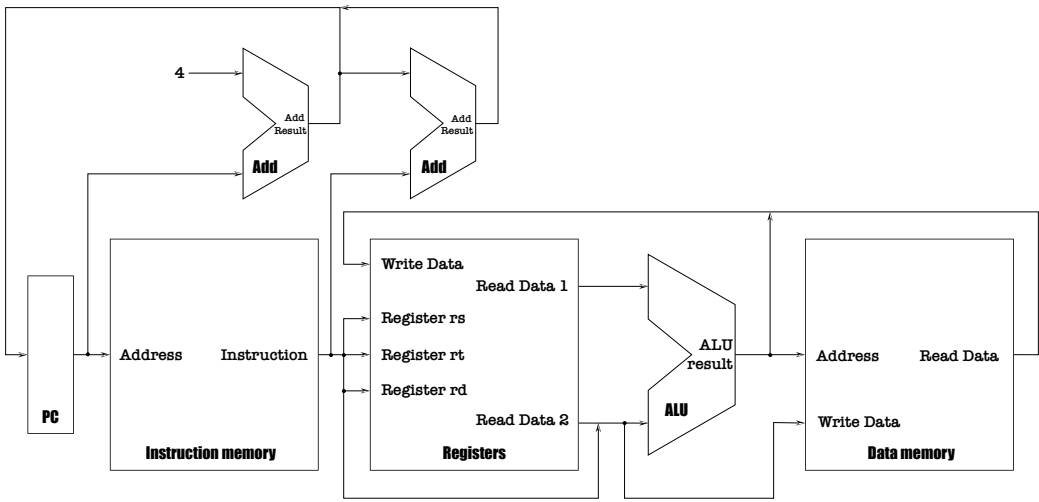 4
Add
Result
Add
Add
Result
Add
PC
Address
Instruction
Instruction memory
Write Data
Read Data 1
Register rs
Register rt
Register rd
Read Data 2
Registers
ALU
result
ALU
Address
Read Data
Write Data
Data memory